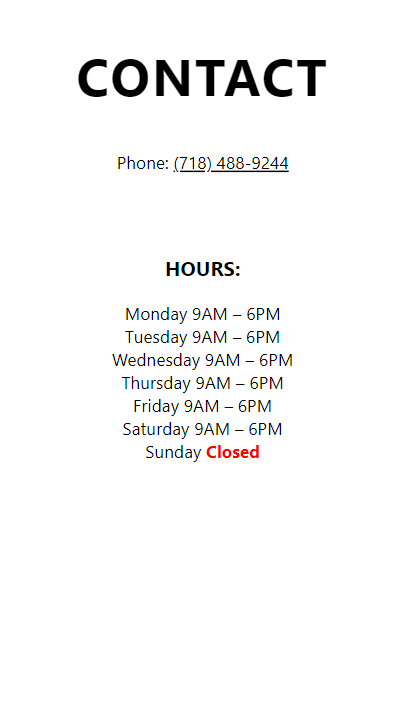 CONTACT
Phone: (718) 488-9244
HOURS:
Monday 9AM – 6PM
Tuesday 9AM – 6PM
Wednesday 9AM – 6PM
Thursday 9AM – 6PM
Friday 9AM – 6PM
Saturday 9AM – 6PM
Sunday Closed